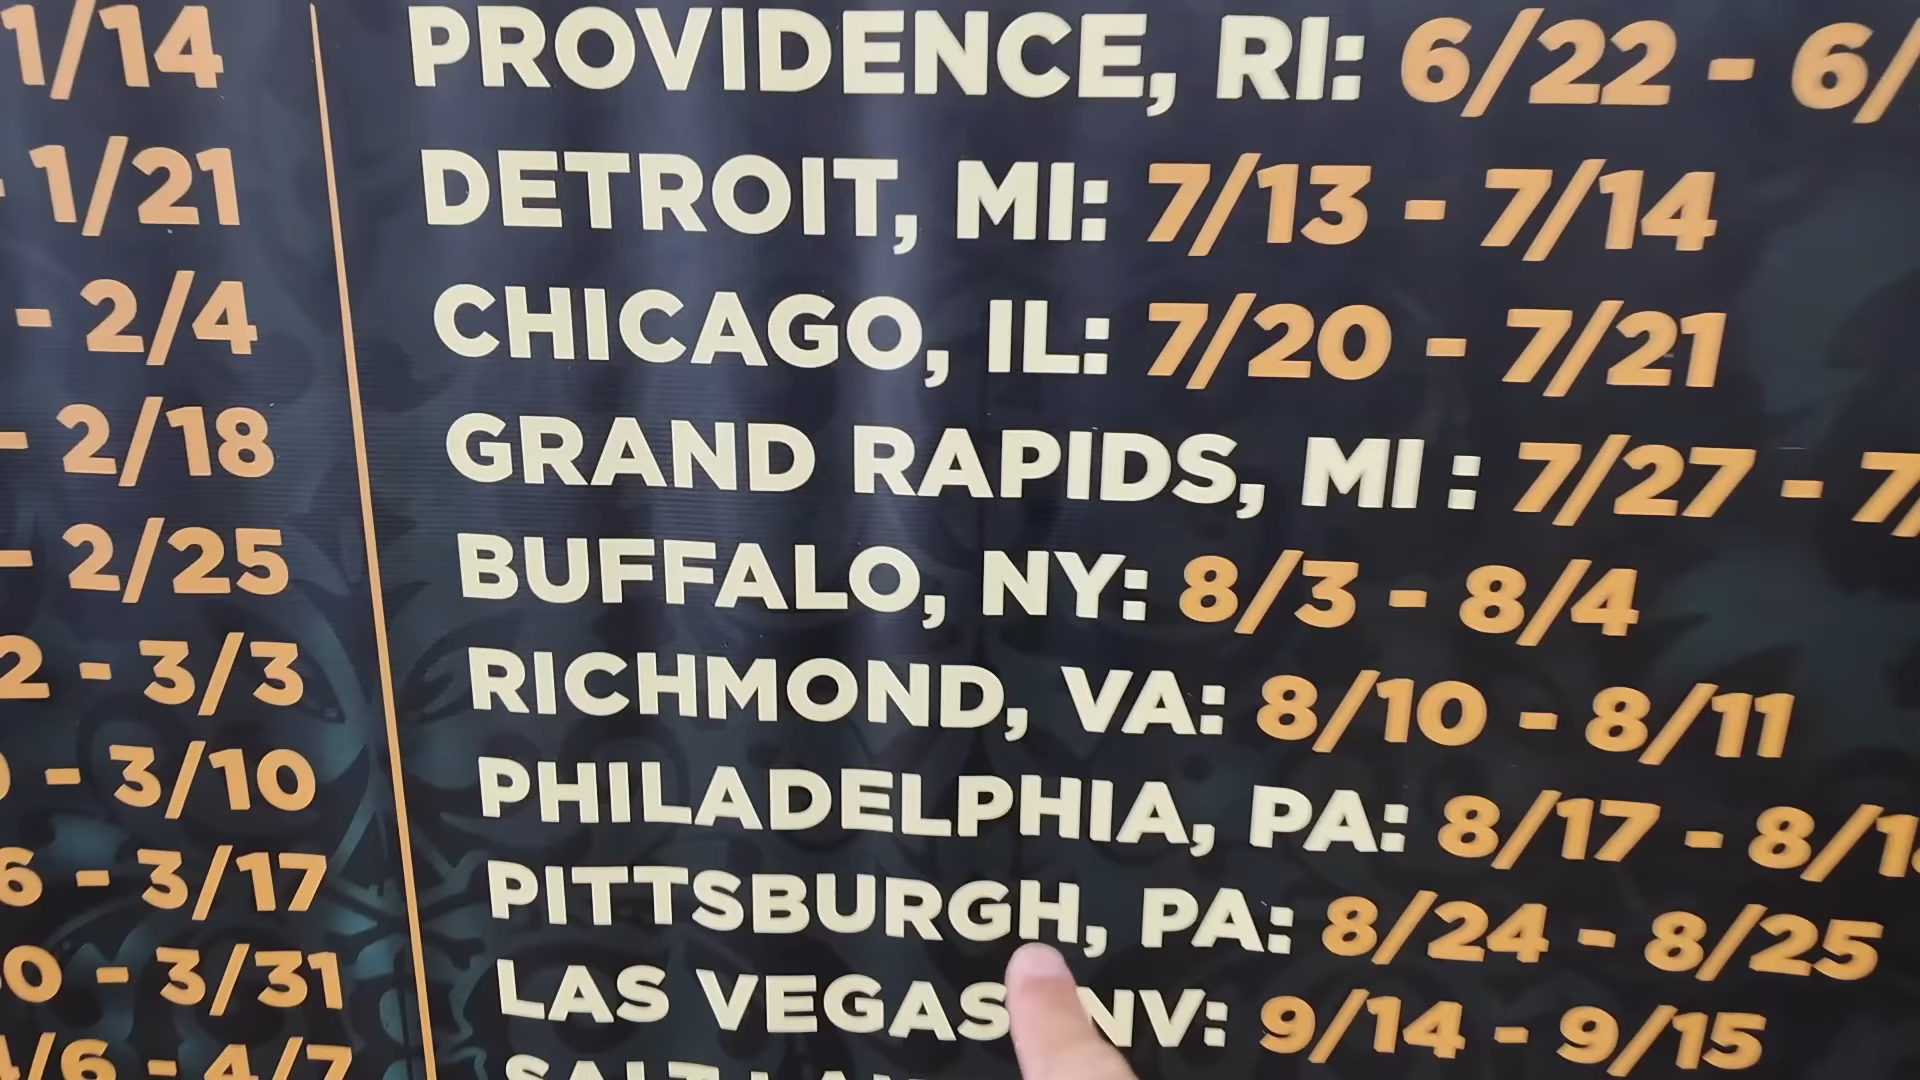 1/14
1/21
- 2/4
- 2/18
- 2/25
2 - 3/3
- 3/10
6 - 3/17
0 - 3/31
/6 - 4/7
PROVIDENCE, RI: 6/22 - 6/
DETROIT, MI: 7/13 - 7/14
CHICAGO, IL: 7/20 - 7/21
GRAND RAPIDS, MI : 7/27 - 7/
BUFFALO, NY: 8/3 - 8/4
RICHMOND, VA: 8/10 - 8/11
PHILADELPHIA, PA: 8/17 - 8/1
PITTSBURGH, PA: 8/24 - 8/25
LAS VEGAS NV: 9/14 - 9/15
SALT